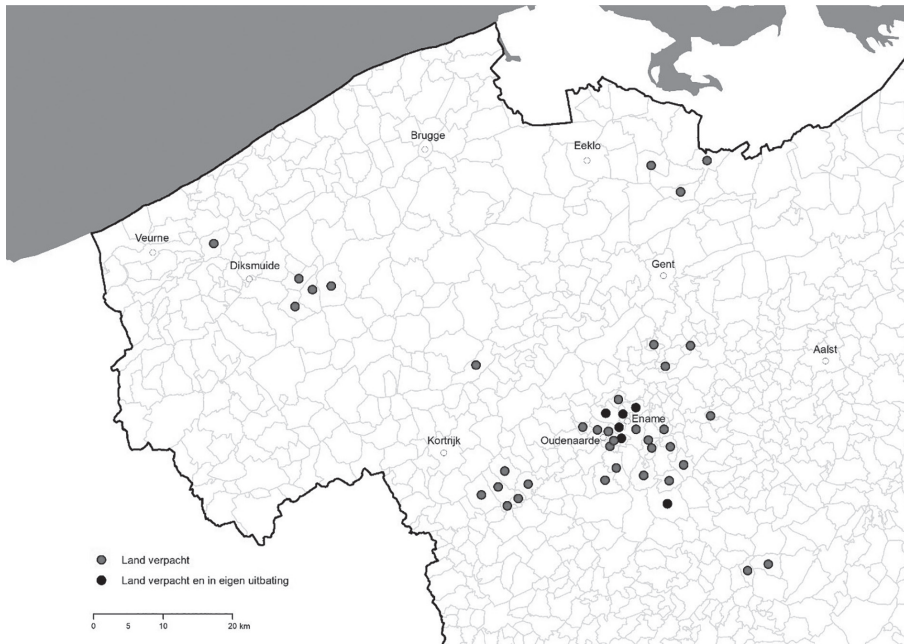 Brugge
Eeklo
Veurne
Diksmuide
Gent
Aalst
Ename
Kortrijk
Oudenaarde
Land verpacht
Land verpacht en in eigen uitbating
0 5 10 20 km